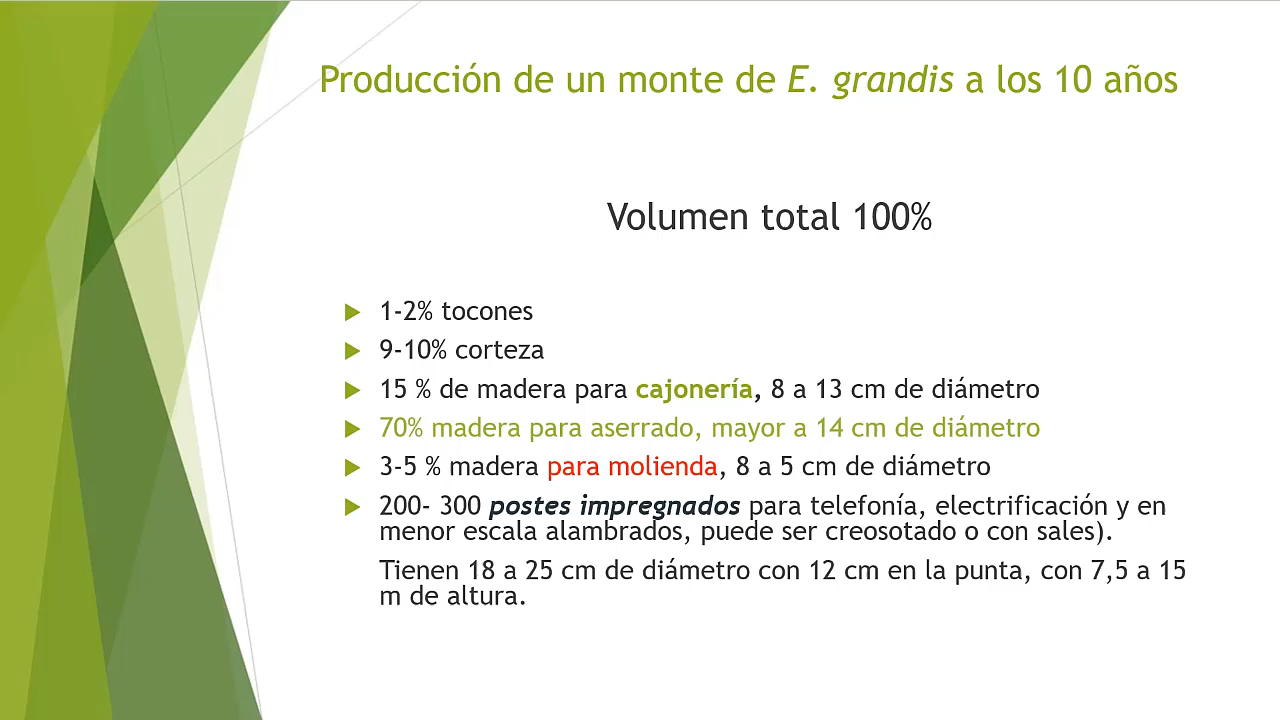 Producción de un monte de E. grandis a los 10 años
Volumen total 100%
1-2% tocones
9-10% corteza
15 % de madera para cajonería, 8 a 13 cm de diámetro
70% madera para aserrado, mayor a 14 cm de diámetro
3-5 % madera para molienda, 8 a 5 cm de diámetro
200- 300 postes impregnados para telefonía, electrificación y en
menor escala alambrados, puede ser creosotado o con sales).
Tienen 18 a 25 cm de diámetro con 12 cm en la punta, con 7,5 a 15
m de altura.